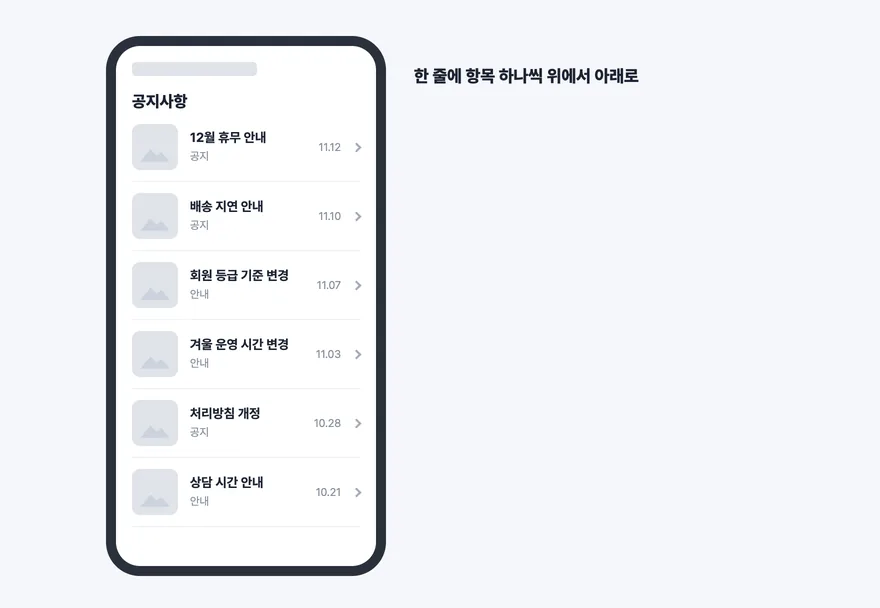 한 줄에 항목 하나씩 위에서 아래로
공지사항
12월 휴무 안내
공지
11.12
배송 지연 안내
공지
11.10
회원 등급 기준 변경
안내
11.07
겨울 운영 시간 변경
안내
11.03
처리방침 개정
공지
10.28
상담 시간 안내
안내
10.21